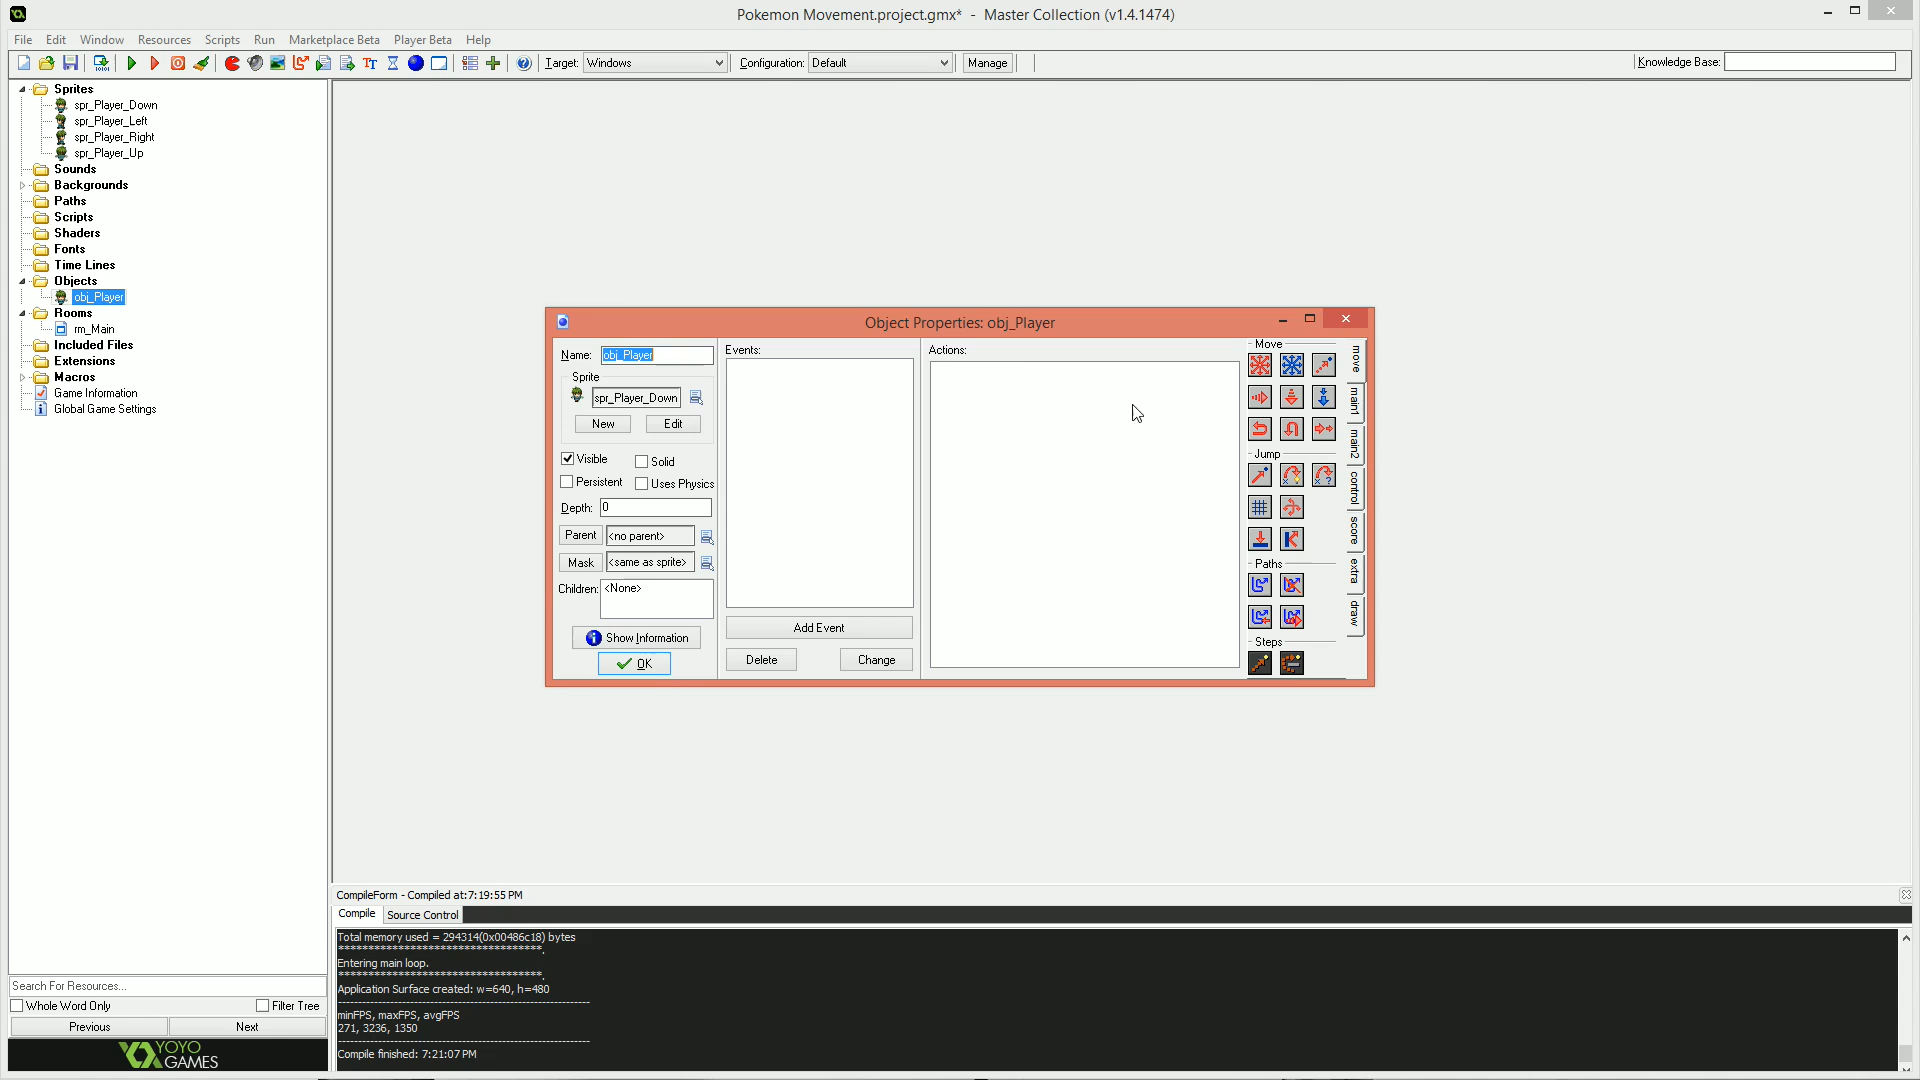 Pokemon Movement.project.gmx* - Master Collection (v1.4.1474)
File Edit Window Resources Scripts Run Marketplace Beta Player Beta Help
Target: Windows Configuration: Default Manage Knowledge Base:
Sprites
spr_Player_Down
spr_Player_Left
spr_Player_Right
spr_Player_Up
Sounds
Backgrounds
Paths
Scripts
Shaders
Fonts
Time Lines
Objects
obj_Player
Rooms
rm_Main
Included Files
Extensions
Macros
Game Information
Global Game Settings
Search For Resources...
Whole Word Only Filter Tree
Previous Next
YOYO
GAMES
Object Properties: obj_Player
Name: obj_Player
Sprite
spr_Player_Down
New Edit
Visible Solid
Persistent Uses Physics
Depth: 0
Parent <no parent>
Mask <same as sprite>
Children: <None>
Show Information
OK
Events:
Add Event
Delete Change
Actions:
Move
Jump
Paths
Steps
move
main1
main2
control
score
extra
draw
CompileForm - Compiled at:7:19:55 PM
Compile Source Control
Total memory used = 294314(0x00486c18) bytes
**********************************.
Entering main loop.
**********************************.
Application Surface created: w=640, h=480
---------------------------------------------------------------
minFPS, maxFPS, avgFPS
271, 3236, 1350
---------------------------------------------------------------
Compile finished: 7:21:07 PM